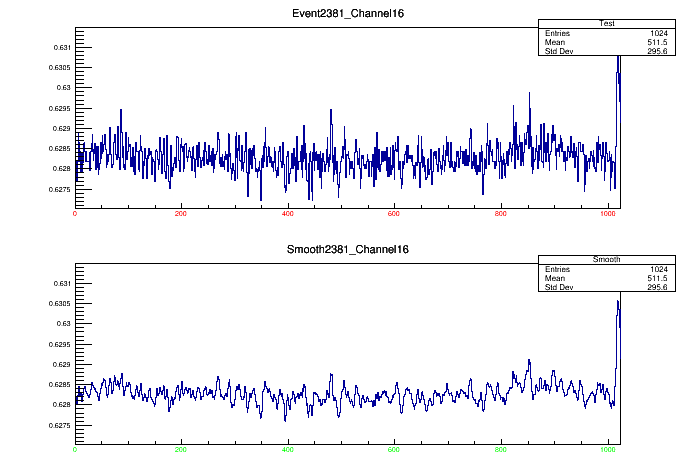 Event2381_Channel16
Test
Entries 1024
Mean 511.5
Std Dev 295.6
0.631
0.6305
0.63
0.6295
0.629
0.6285
0.628
0.6275
0 200 400 600 800 1000
Smooth2381_Channel16
Smooth
Entries 1024
Mean 511.5
Std Dev 295.6
0.631
0.6305
0.63
0.6295
0.629
0.6285
0.628
0.6275
0 200 400 600 800 1000